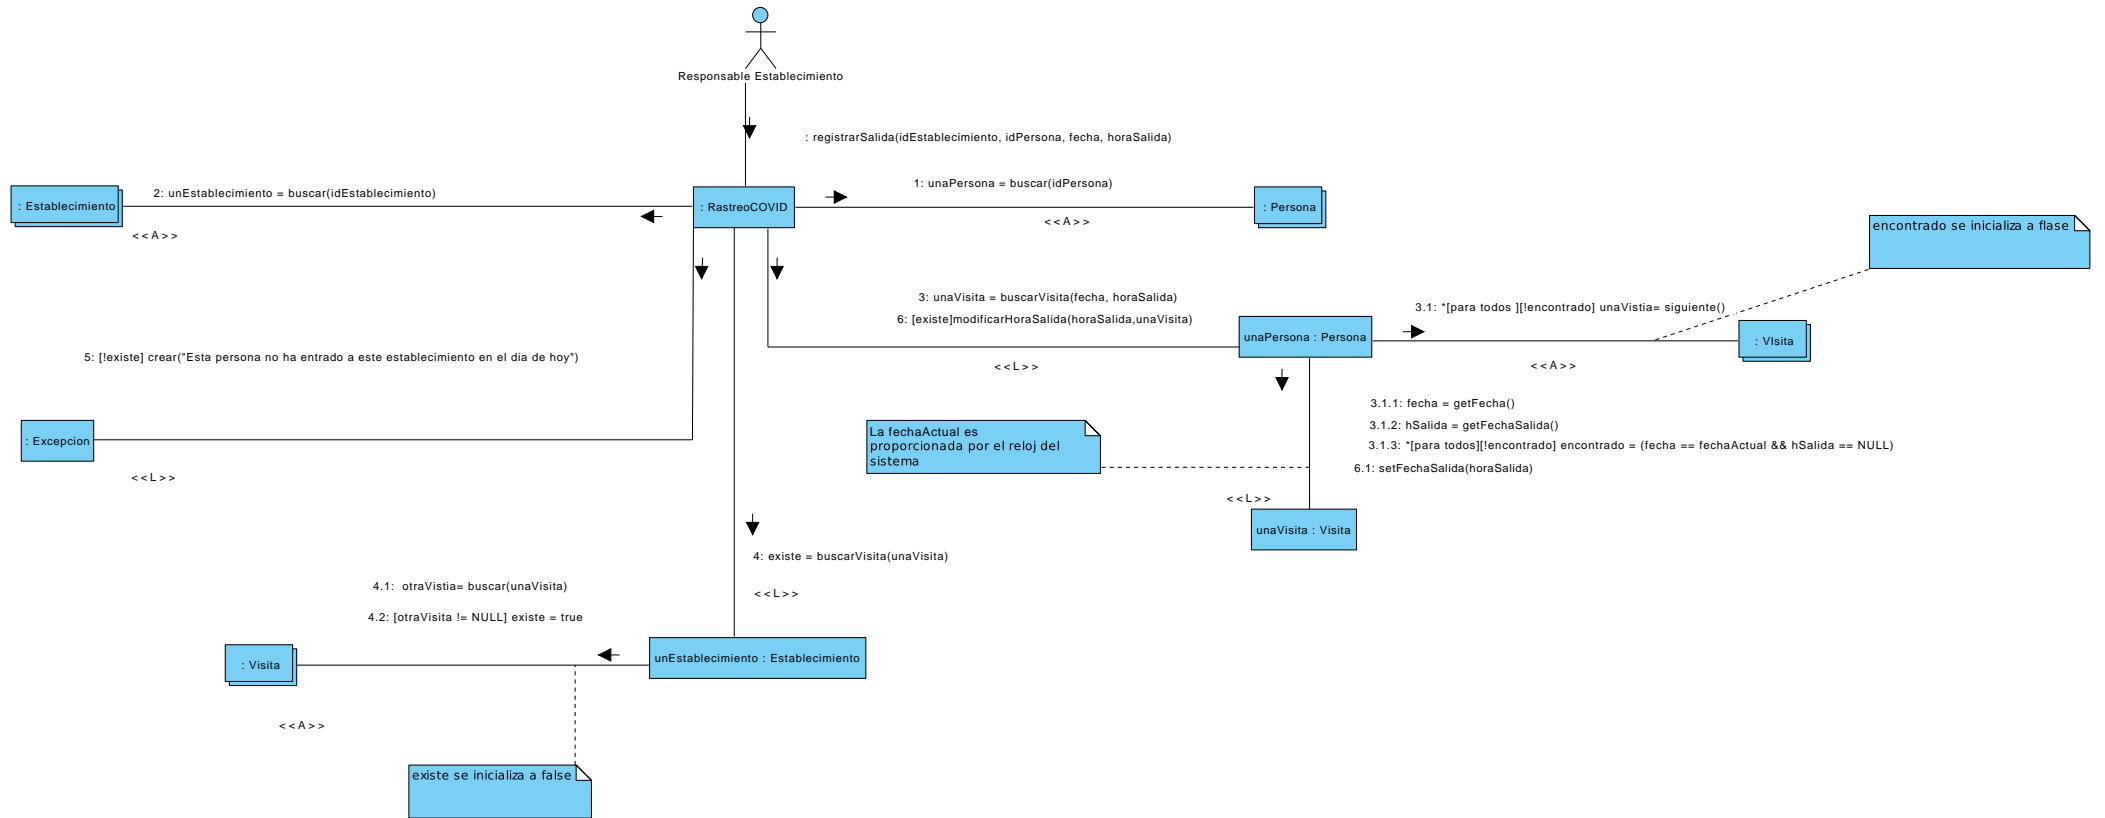 Responsable Establecimiento
: registrarSalida(idEstablecimiento, idPersona, fecha, horaSalida)
2: unEstablecimiento = buscar(idEstablecimiento)
1: unaPersona = buscar(idPersona)
: Establecimiento
: RastreoCOVID
: Persona
<<A>>
<<A>>
encontrado se inicializa a flase
3: unaVisita = buscarVisita(fecha, horaSalida)
6: [existe]modificarHoraSalida(horaSalida,unaVisita)
3.1: *[para todos ][!encontrado] unaVistia= siguiente()
unaPersona : Persona
: VIsita
5: [!existe] crear("Esta persona no ha entrado a este establecimiento en el dia de hoy")
<<L>>
<<A>>
3.1.1: fecha = getFecha()
3.1.2: hSalida = getFechaSalida()
3.1.3: *[para todos][!encontrado] encontrado = (fecha == fechaActual && hSalida == NULL)
6.1: setFechaSalida(horaSalida)
La fechaActual es
proporcionada por el reloj del
sistema
: Excepcion
<<L>>
<<L>>
unaVisita : Visita
4: existe = buscarVisita(unaVisita)
<<L>>
4.1:  otraVistia= buscar(unaVisita)
4.2: [otraVisita != NULL] existe = true
: Visita
unEstablecimiento : Establecimiento
<<A>>
existe se inicializa a false